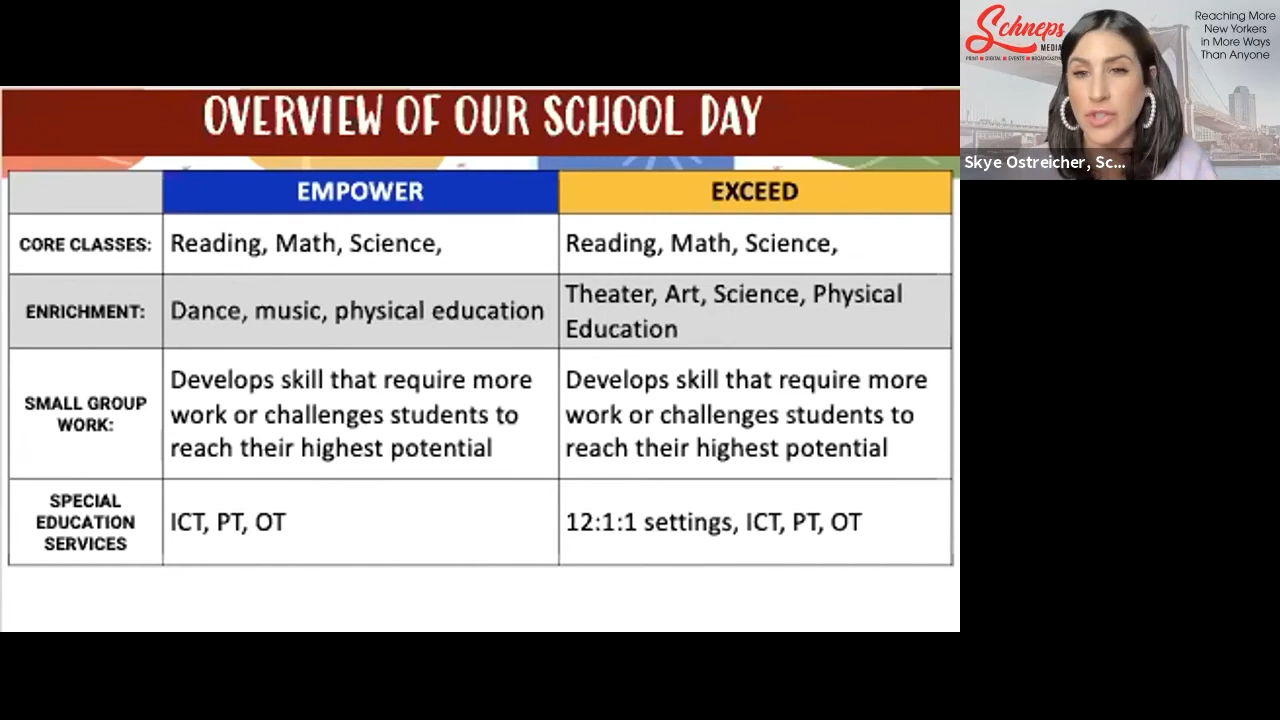 OVERVIEW OF OUR SCHOOL DAY
EMPOWER
EXCEED
CORE CLASSES:
Reading, Math, Science,
Reading, Math, Science,
ENRICHMENT:
Dance, music, physical education
Theater, Art, Science, Physical
Education
SMALL GROUP
WORK:
Develops skill that require more
work or challenges students to
reach their highest potential
Develops skill that require more
work or challenges students to
reach their highest potential
SPECIAL
EDUCATION
SERVICES
ICT, PT, OT
12:1:1 settings, ICT, PT, OT
Schneps
MEDIA
PRINT ■ DIGITAL ■ EVENTS ■ BROADCASTING
Reaching More
New Yorkers
in More Ways
Than Anyone
Skye Ostreicher, Sc...